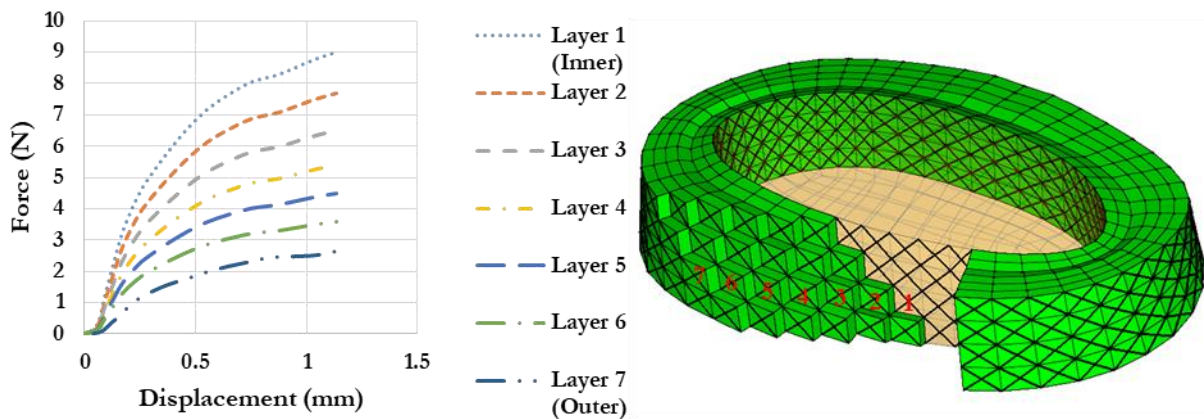 10
9
8
7
6
5
4
3
2
1
0
Force (N)
0 0.5 1 1.5
Displacement (mm)
Layer 1
(Inner)
Layer 2
Layer 3
Layer 4
Layer 5
Layer 6
Layer 7
(Outer)
7 6 5 4 3 2 1